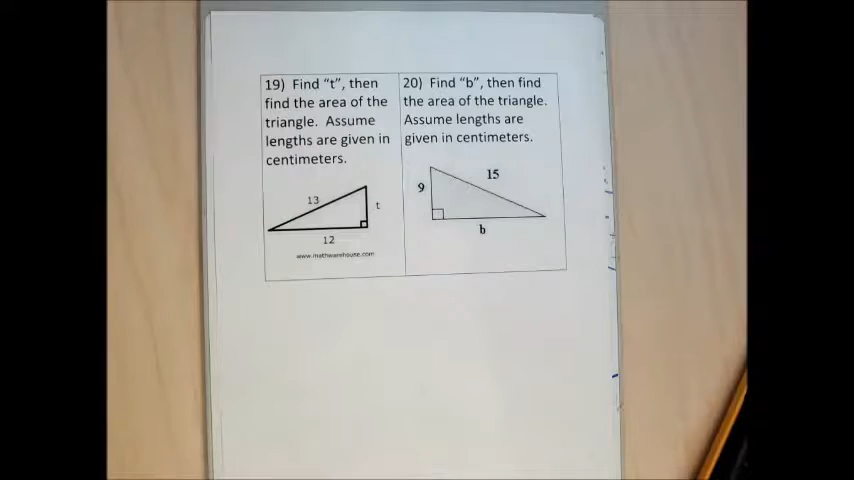 19) Find “t”, then
find the area of the
triangle. Assume
lengths are given in
centimeters.
13
t
12
www.mathwarehouse.com
20) Find “b”, then find
the area of the triangle.
Assume lengths are
given in centimeters.
15
9
b